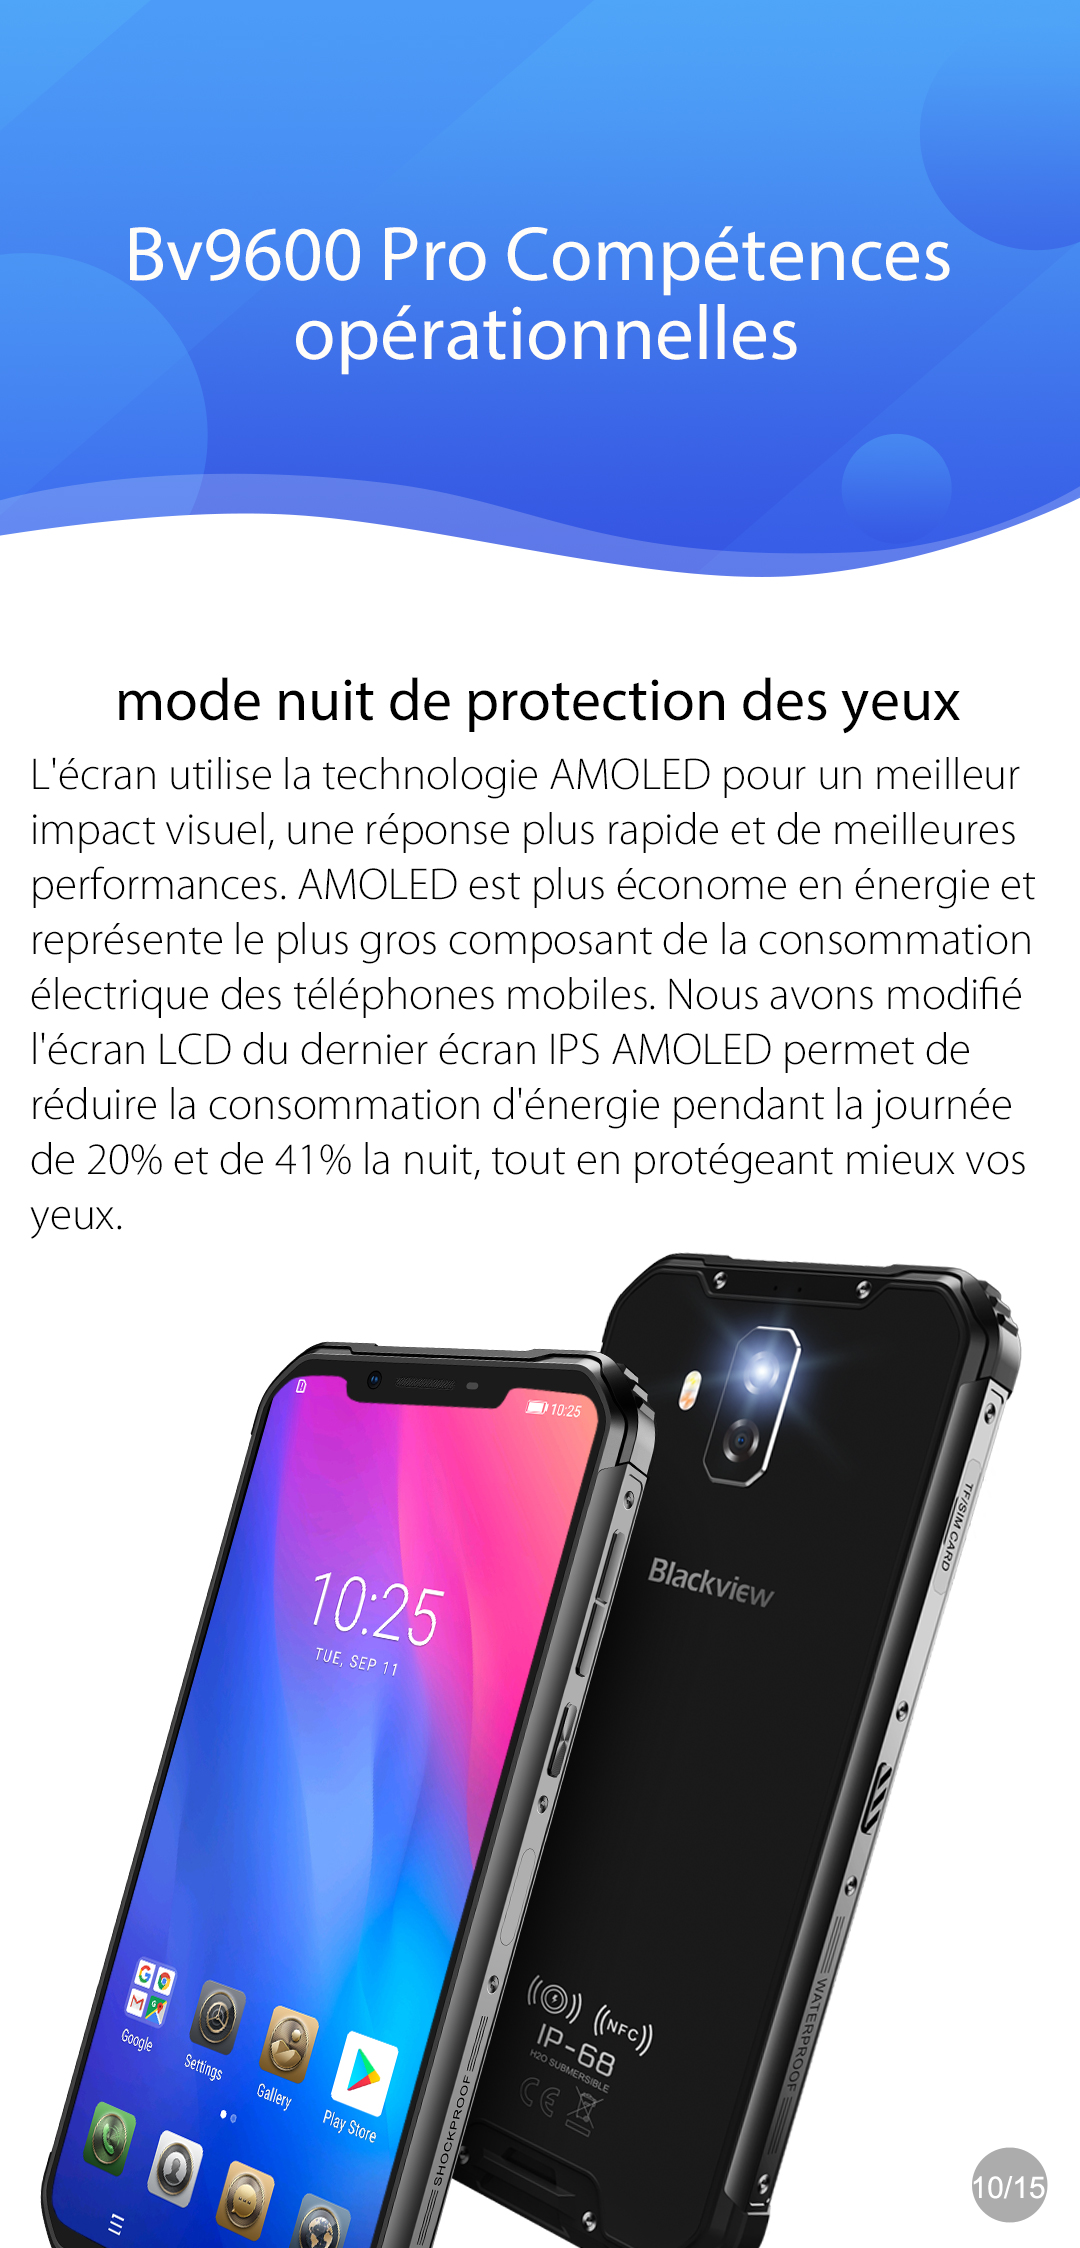 Bv9600 Pro Compétences
opérationnelles
mode nuit de protection des yeux
L'écran utilise la technologie AMOLED pour un meilleur
impact visuel, une réponse plus rapide et de meilleures
performances. AMOLED est plus économe en énergie et
représente le plus gros composant de la consommation
électrique des téléphones mobiles. Nous avons modifié
l'écran LCD du dernier écran IPS AMOLED permet de
réduire la consommation d'énergie pendant la journée
de 20% et de 41% la nuit, tout en protégeant mieux vos
yeux.
10:25
10:25
TUE, SEP 11
Google
Settings
Gallery
Play Store
SHOCKPROOF
Blackview
TF/SIM CARD
WATERPROOF
NFC
IP-68
H2O SUBMERSIBLE
CE
10/15